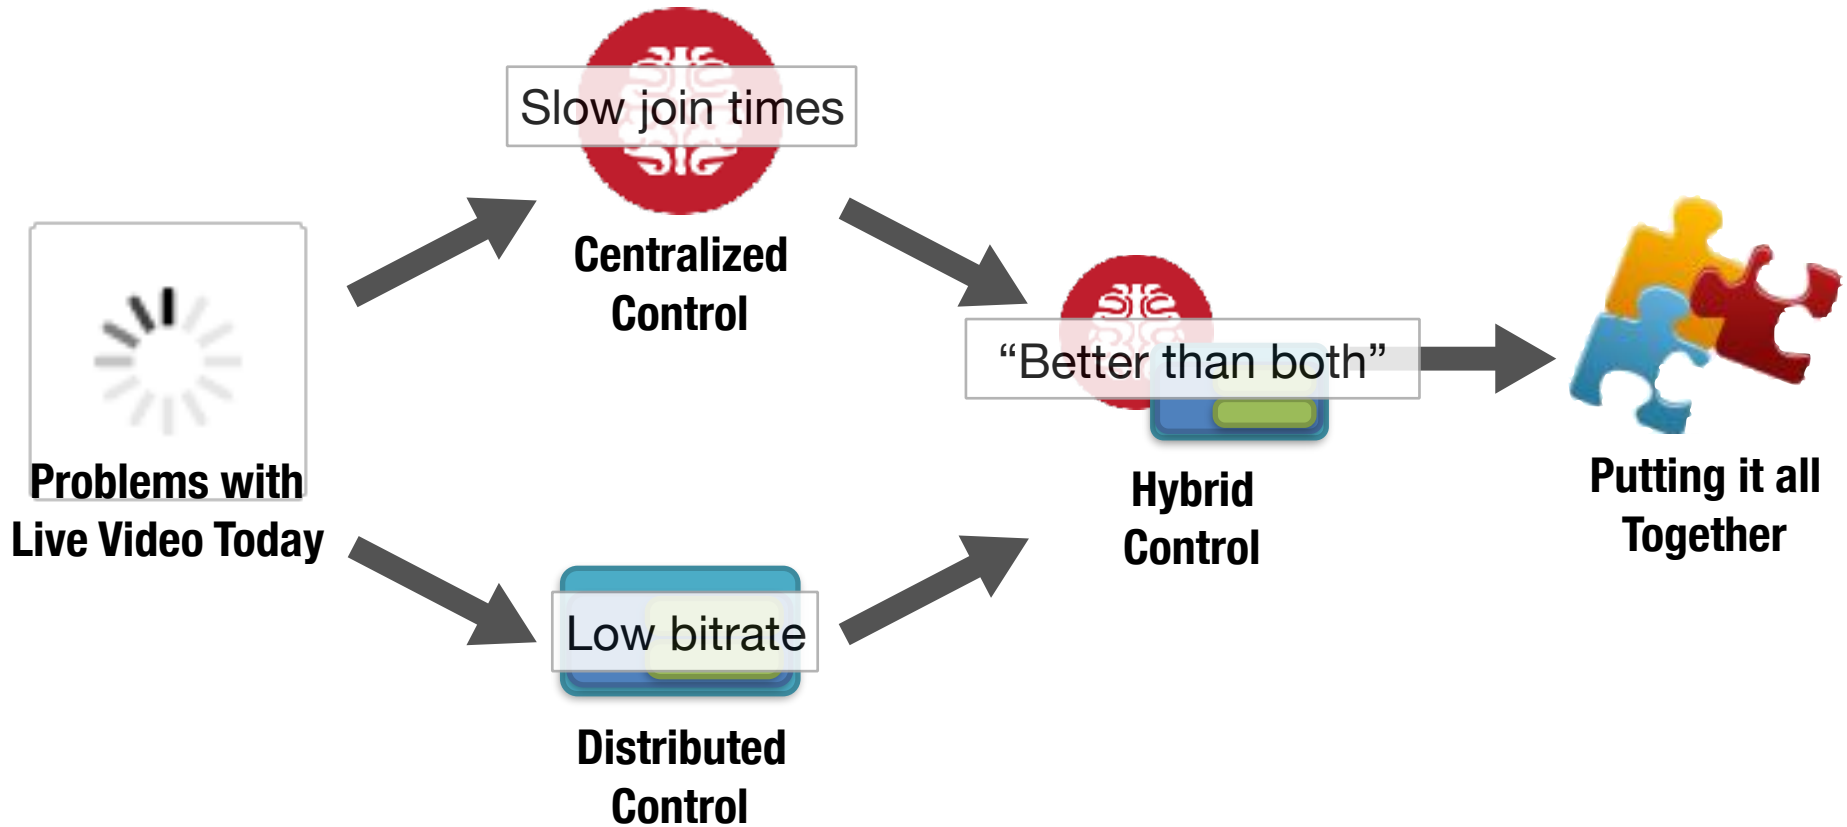 Slow join times
Centralized
Control
Problems with
Live Video Today
“Better than both”
Hybrid
Control
Low bitrate
Distributed
Control
Putting it all
Together